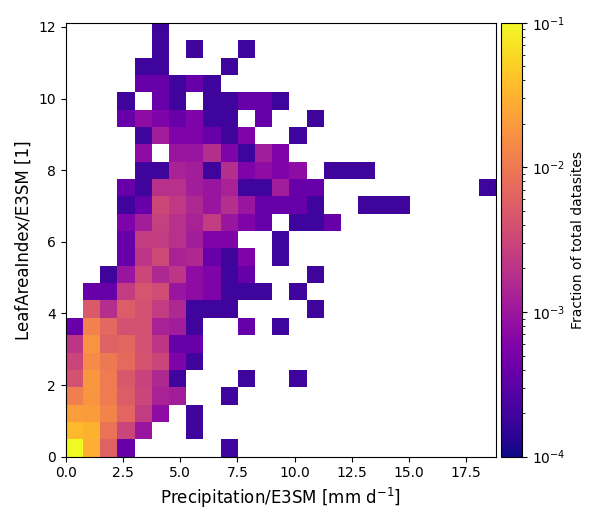 12
10
8
6
4
2
0
LeafAreaIndex/E3SM [1]
0.0 2.5 5.0 7.5 10.0 12.5 15.0 17.5
Precipitation/E3SM [mm d⁻¹]
10⁻¹
10⁻²
10⁻³
10⁻⁴
Fraction of total datasites